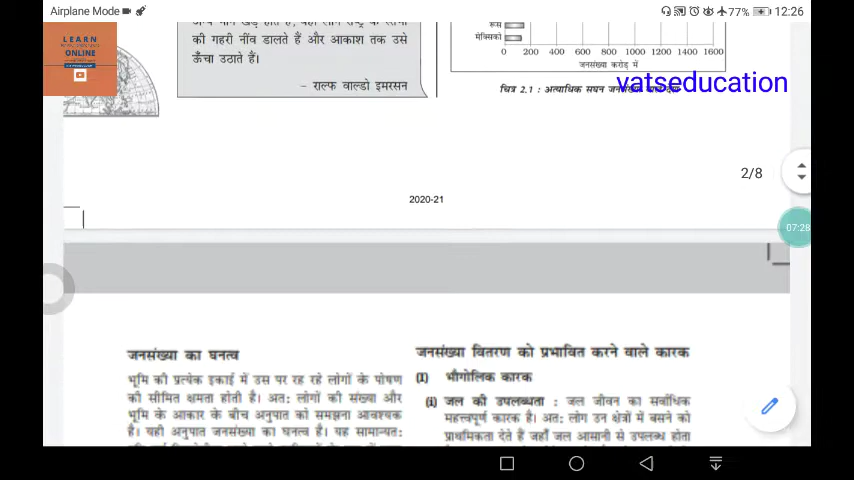 Airplane Mode
77%
12:26
LEARN
ONLINE
की गहरी नींव डालते हैं और आकाश तक उसे
ऊँचा उठाते हैं।
– राल्फ वाल्डो इमरसन
रूस
मेक्सिको
0 200 400 600 800 1000 1200 1400 1600
जनसंख्या करोड़ में
vatseducation
चित्र 2.1 : अत्याधिक सघन
2/8
2020-21
07:28
जनसंख्या का घनत्व
भूमि की प्रत्येक इकाई में उस पर रह रहे लोगों के पोषण
की सीमित क्षमता होती है। अतः लोगों की संख्या और
भूमि के आकार के बीच अनुपात को समझना आवश्यक
है। यही अनुपात जनसंख्या का घनत्व है। यह सामान्यतः
जनसंख्या वितरण को प्रभावित करने वाले कारक
(I) भौगोलिक कारक
(i) जल की उपलब्धता : जल जीवन का सर्वाधिक
महत्त्वपूर्ण कारक है। अतः लोग उन क्षेत्रों में बसने को
प्राथमिकता देते हैं जहाँ जल आसानी से उपलब्ध होता